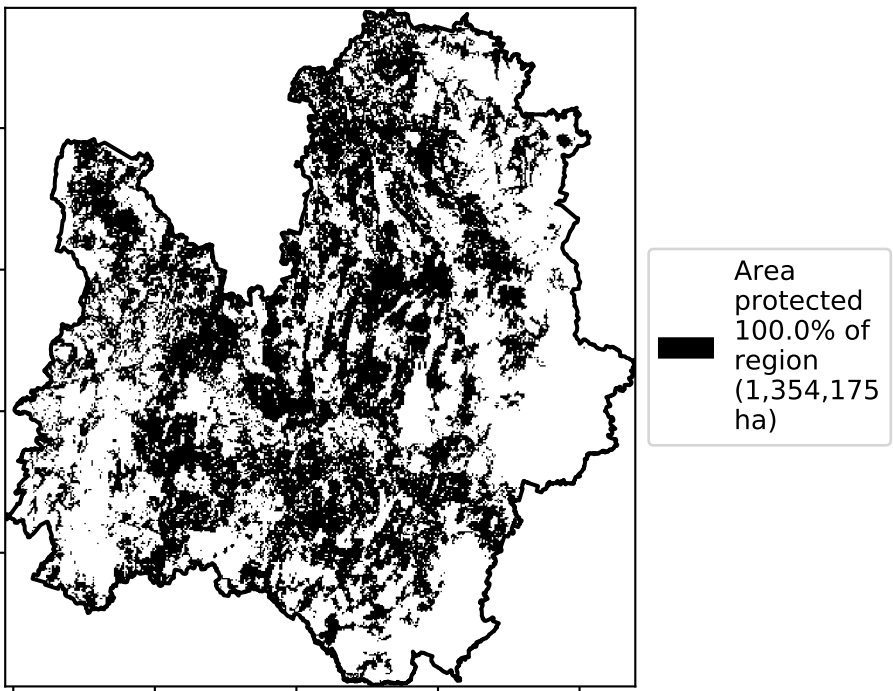 Area
protected
100.0% of
region
(1,354,175
ha)